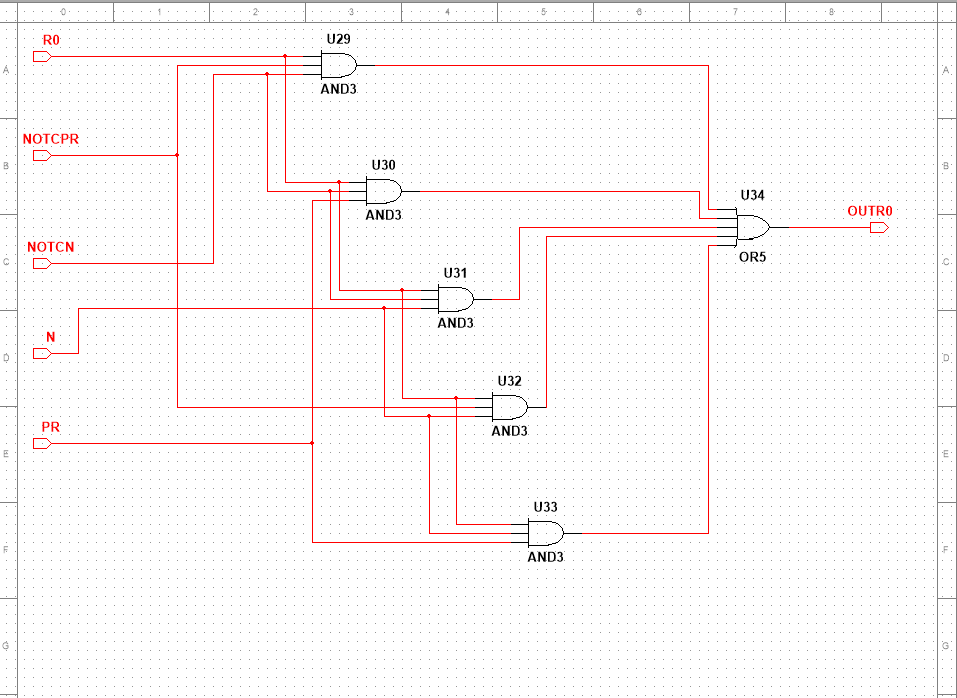 0 1 2 3 4 5 6 7 8
R0
U29
A A
AND3
NOTCPR
U30
B B
U34
AND3
OUTR0
NOTCN
OR5
C C
U31
AND3
N
D D
U32
PR
AND3
E E
U33
F F
AND3
G G